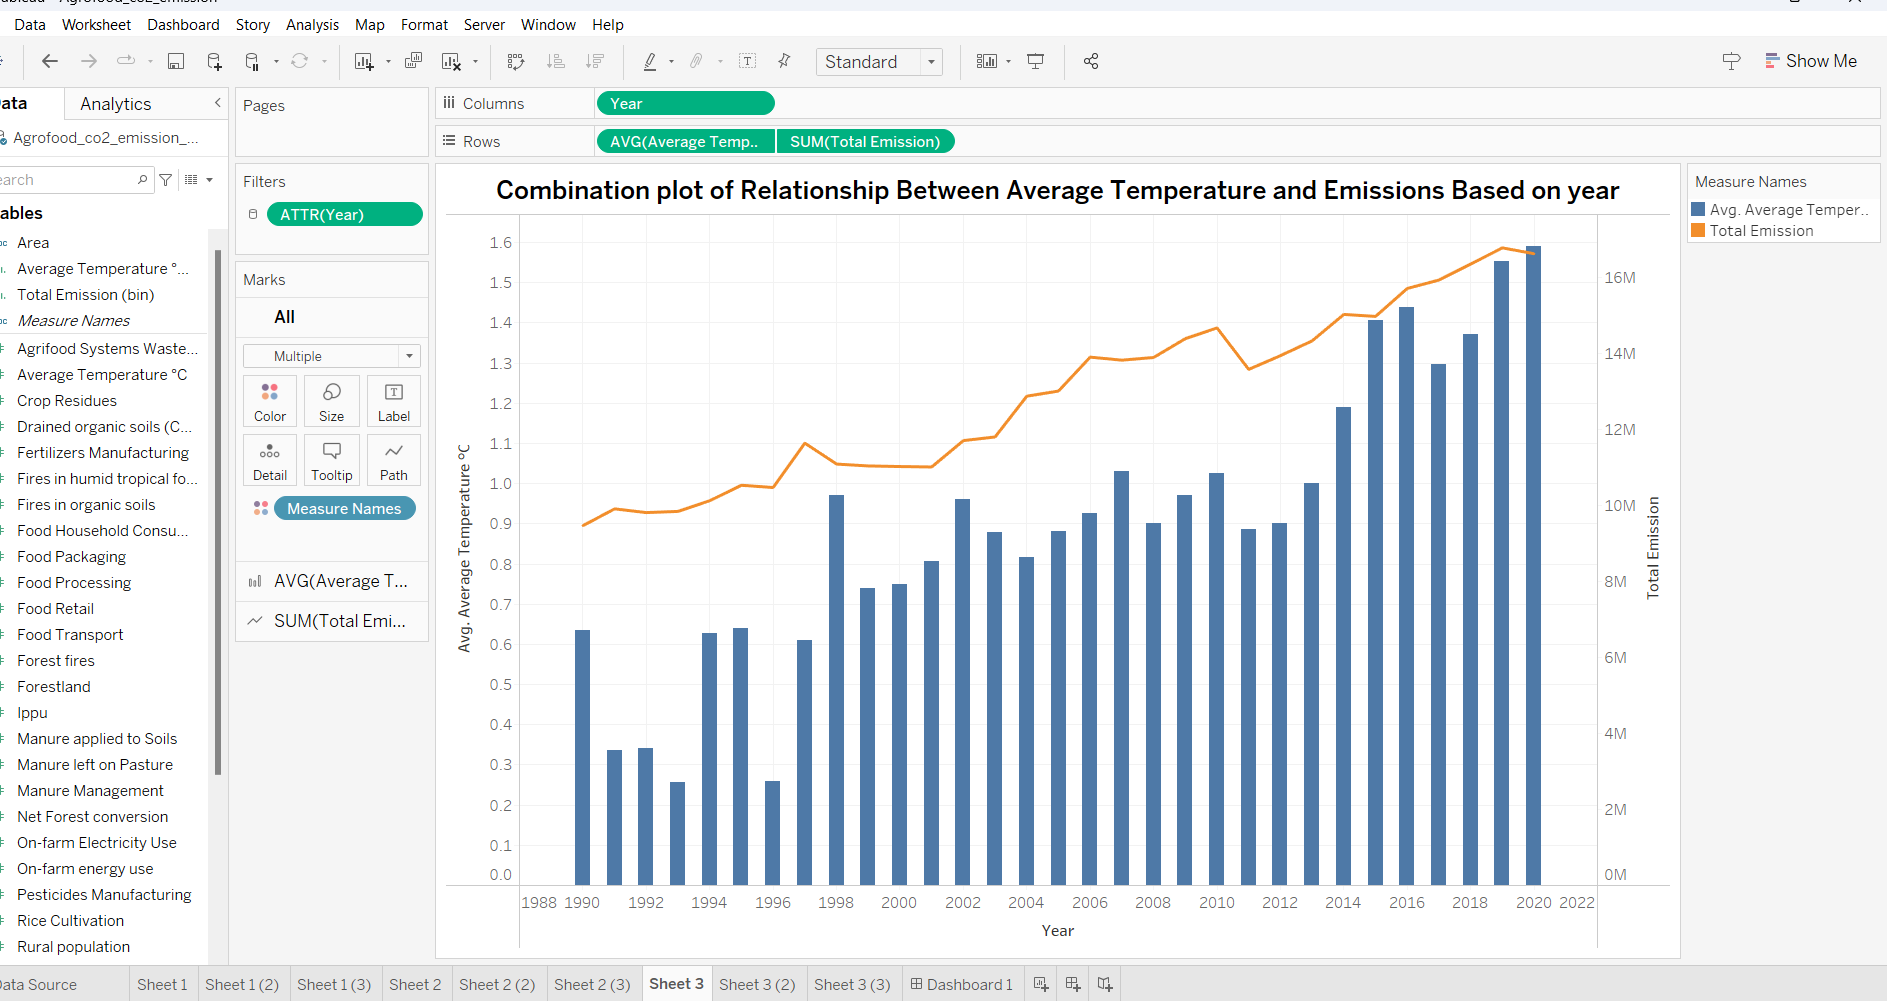 Agrofood_co2_emission
Data Worksheet Dashboard Story Analysis Map Format Server Window Help
Standard
Show Me
ata Analytics
Agrofood_co2_emission_...
earch
ables
Area
Average Temperature °...
Total Emission (bin)
Measure Names
Agrifood Systems Waste...
Average Temperature °C
Crop Residues
Drained organic soils (C...
Fertilizers Manufacturing
Fires in humid tropical fo...
Fires in organic soils
Food Household Consu...
Food Packaging
Food Processing
Food Retail
Food Transport
Forest fires
Forestland
Ippu
Manure applied to Soils
Manure left on Pasture
Manure Management
Net Forest conversion
On-farm Electricity Use
On-farm energy use
Pesticides Manufacturing
Rice Cultivation
Rural population
Pages
Filters
ATTR(Year)
Marks
All
Multiple
Color Size Label
T
Detail Tooltip Path
Measure Names
AVG(Average T...
SUM(Total Emi...
Columns Year
Rows AVG(Average Temp.. SUM(Total Emission)
Combination plot of Relationship Between Average Temperature and Emissions Based on year
Avg. Average Temperature °C
1.6
1.5
1.4
1.3
1.2
1.1
1.0
0.9
0.8
0.7
0.6
0.5
0.4
0.3
0.2
0.1
0.0
16M
14M
12M
10M
8M
6M
4M
2M
0M
Total Emission
1988 1990 1992 1994 1996 1998 2000 2002 2004 2006 2008 2010 2012 2014 2016 2018 2020 2022
Year
Measure Names
Avg. Average Temper..
Total Emission
ata Source Sheet 1 Sheet 1 (2) Sheet 1 (3) Sheet 2 Sheet 2 (2) Sheet 2 (3) Sheet 3 Sheet 3 (2) Sheet 3 (3) Dashboard 1